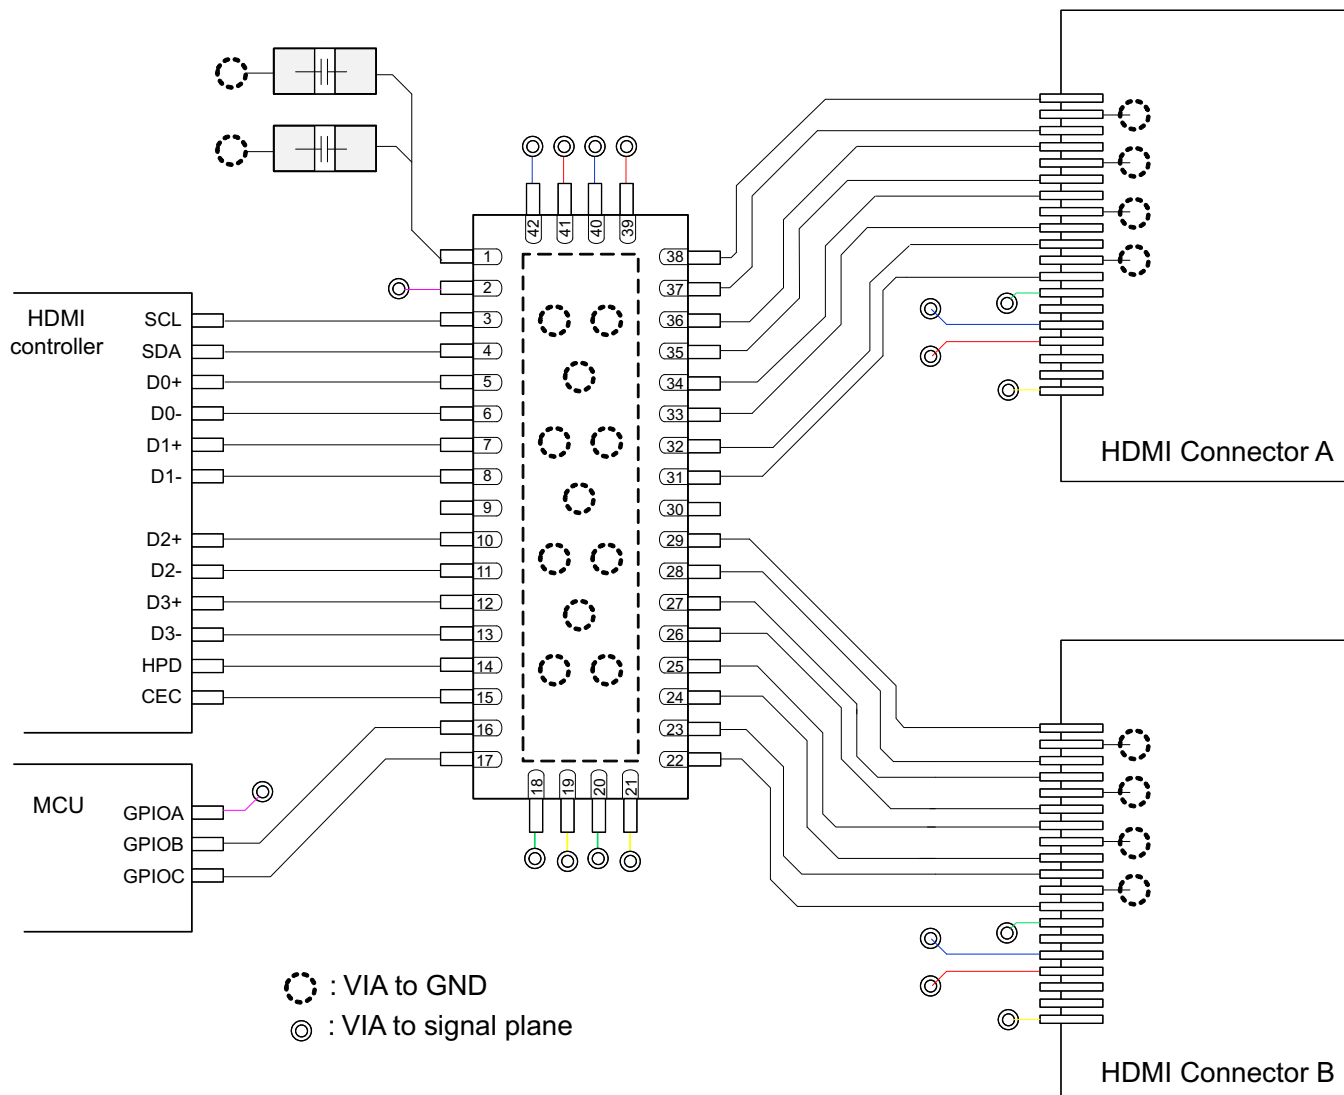 42
41
40
39
1
2
3
4
5
6
7
8
9
10
11
12
13
14
15
16
17
38
37
36
35
34
33
32
31
30
29
28
27
26
25
24
23
22
18
19
20
21
HDMI
controller
SCL
SDA
D0+
D0-
D1+
D1-
D2+
D2-
D3+
D3-
HPD
CEC
MCU
GPIOA
GPIOB
GPIOC
HDMI Connector A
HDMI Connector B
: VIA to GND
: VIA to signal plane